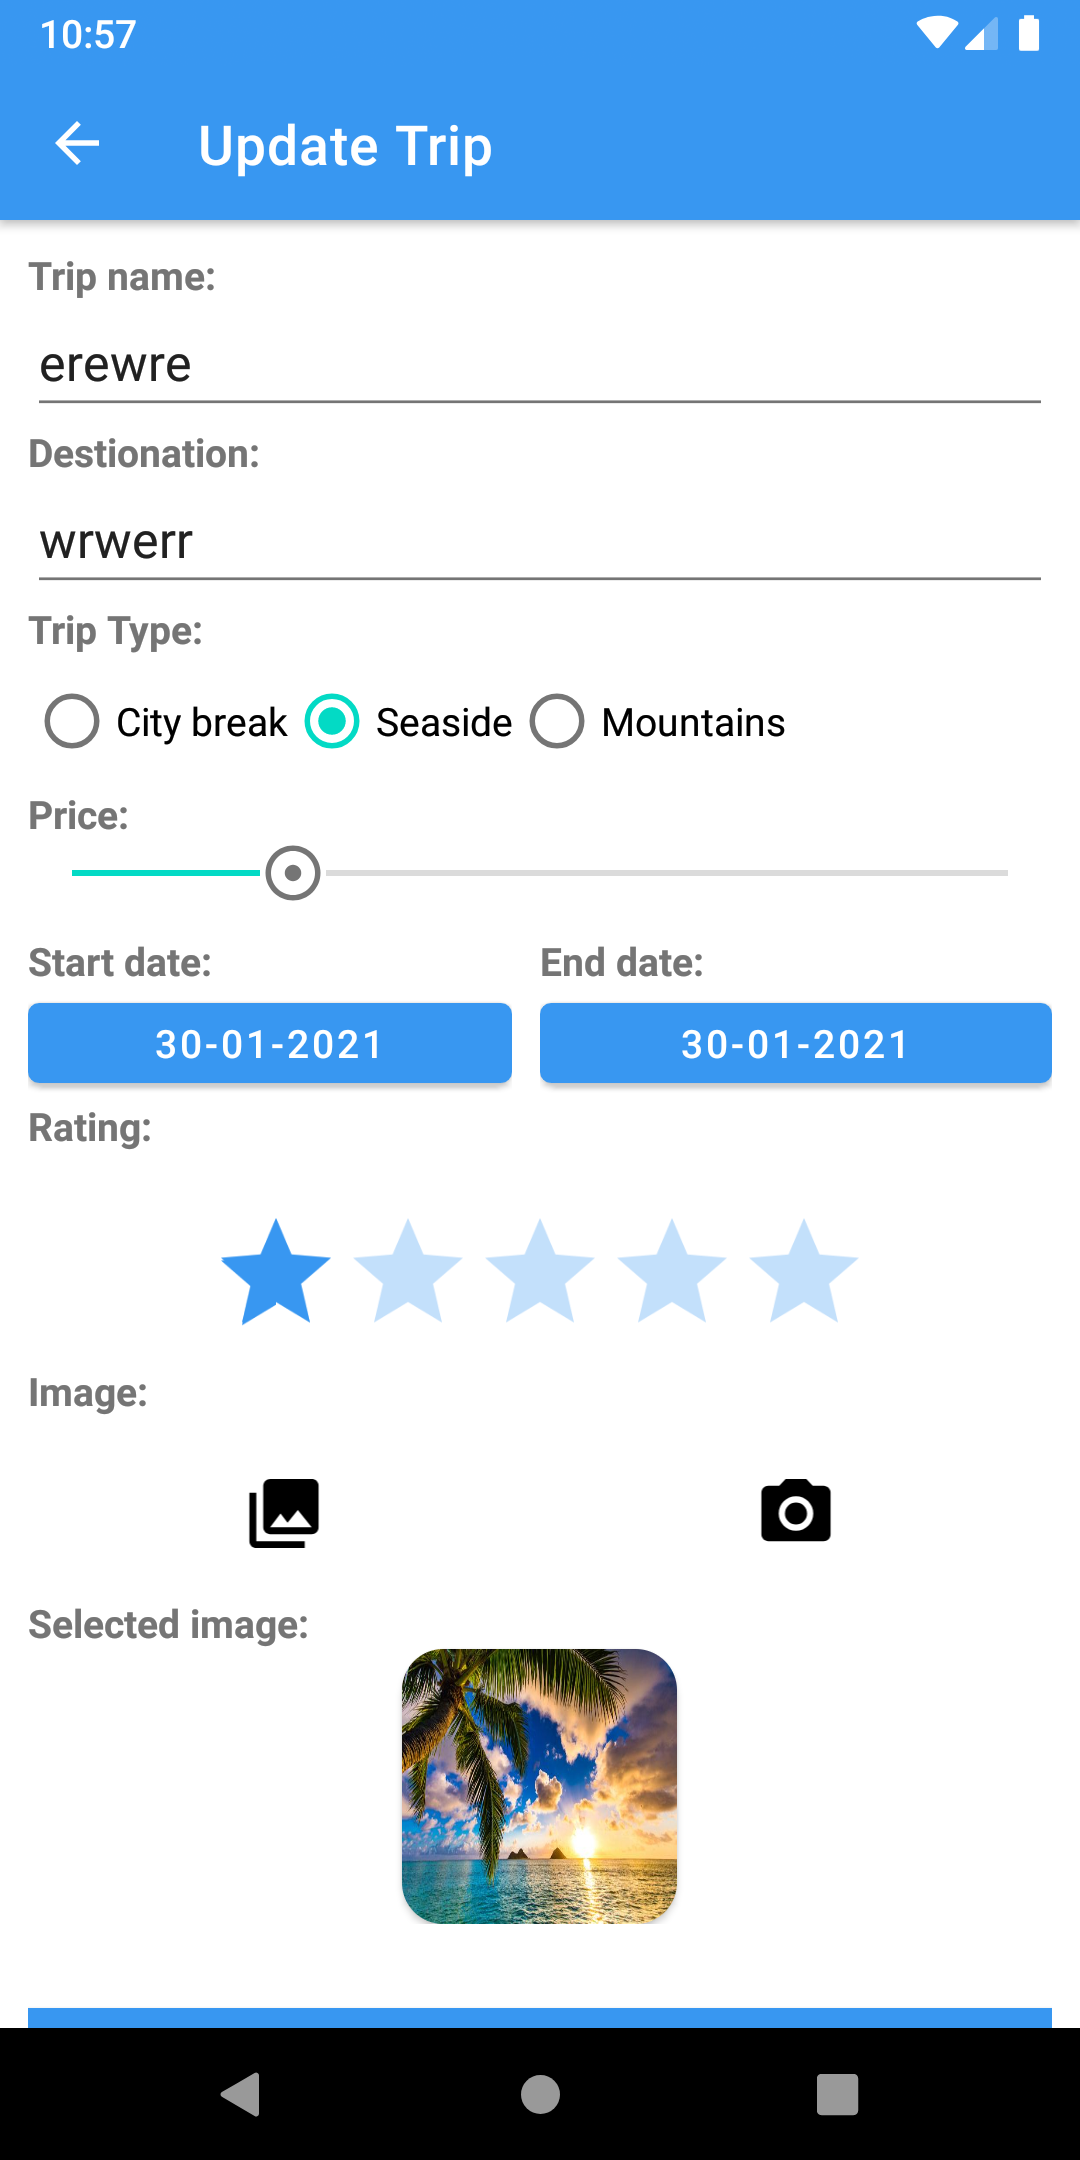 10:57
Update Trip
Trip name:
erewre
Destionation:
wrwerr
Trip Type:
City break Seaside Mountains
Price:
Start date: End date:
30-01-2021 30-01-2021
Rating:
Image:
Selected image: